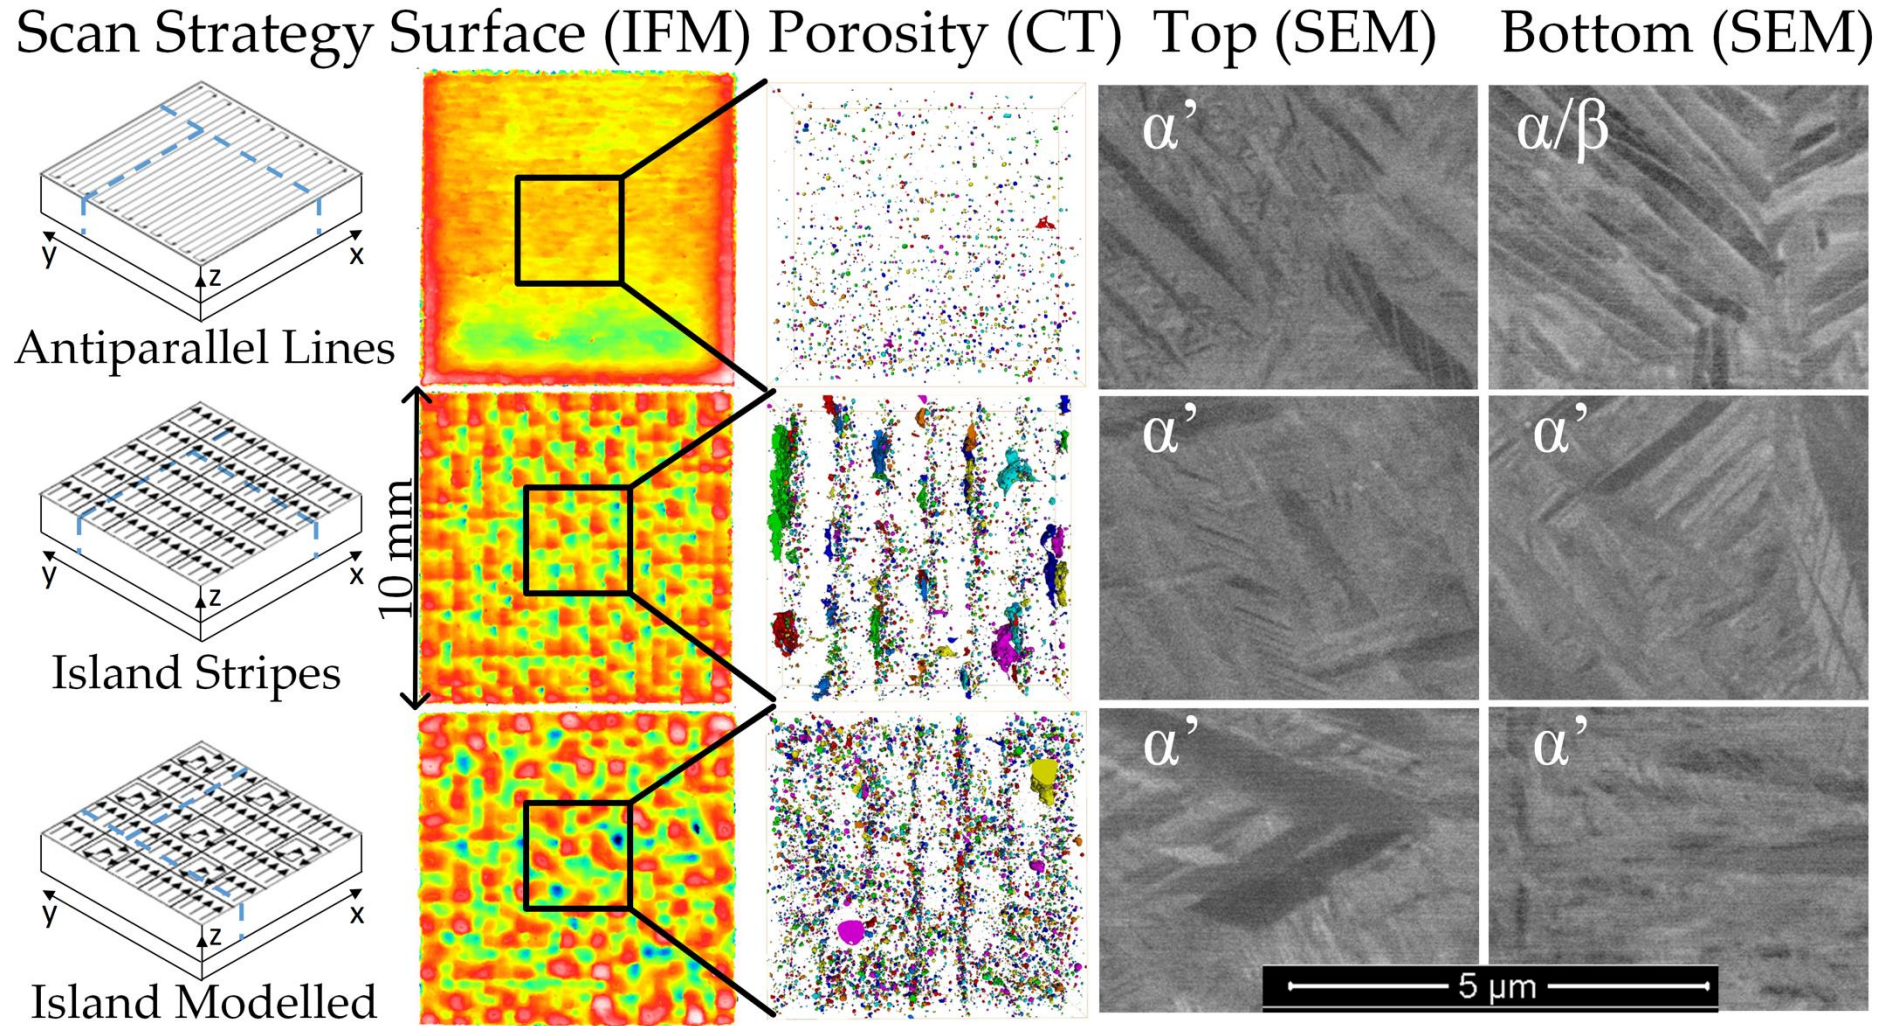 Scan Strategy Surface (IFM) Porosity (CT) Top (SEM) Bottom (SEM)
y z x
Antiparallel Lines
α’ α/β
10 mm
y z x
Island Stripes
α’ α’
y z x
Island Modelled
α’ α’
5 µm